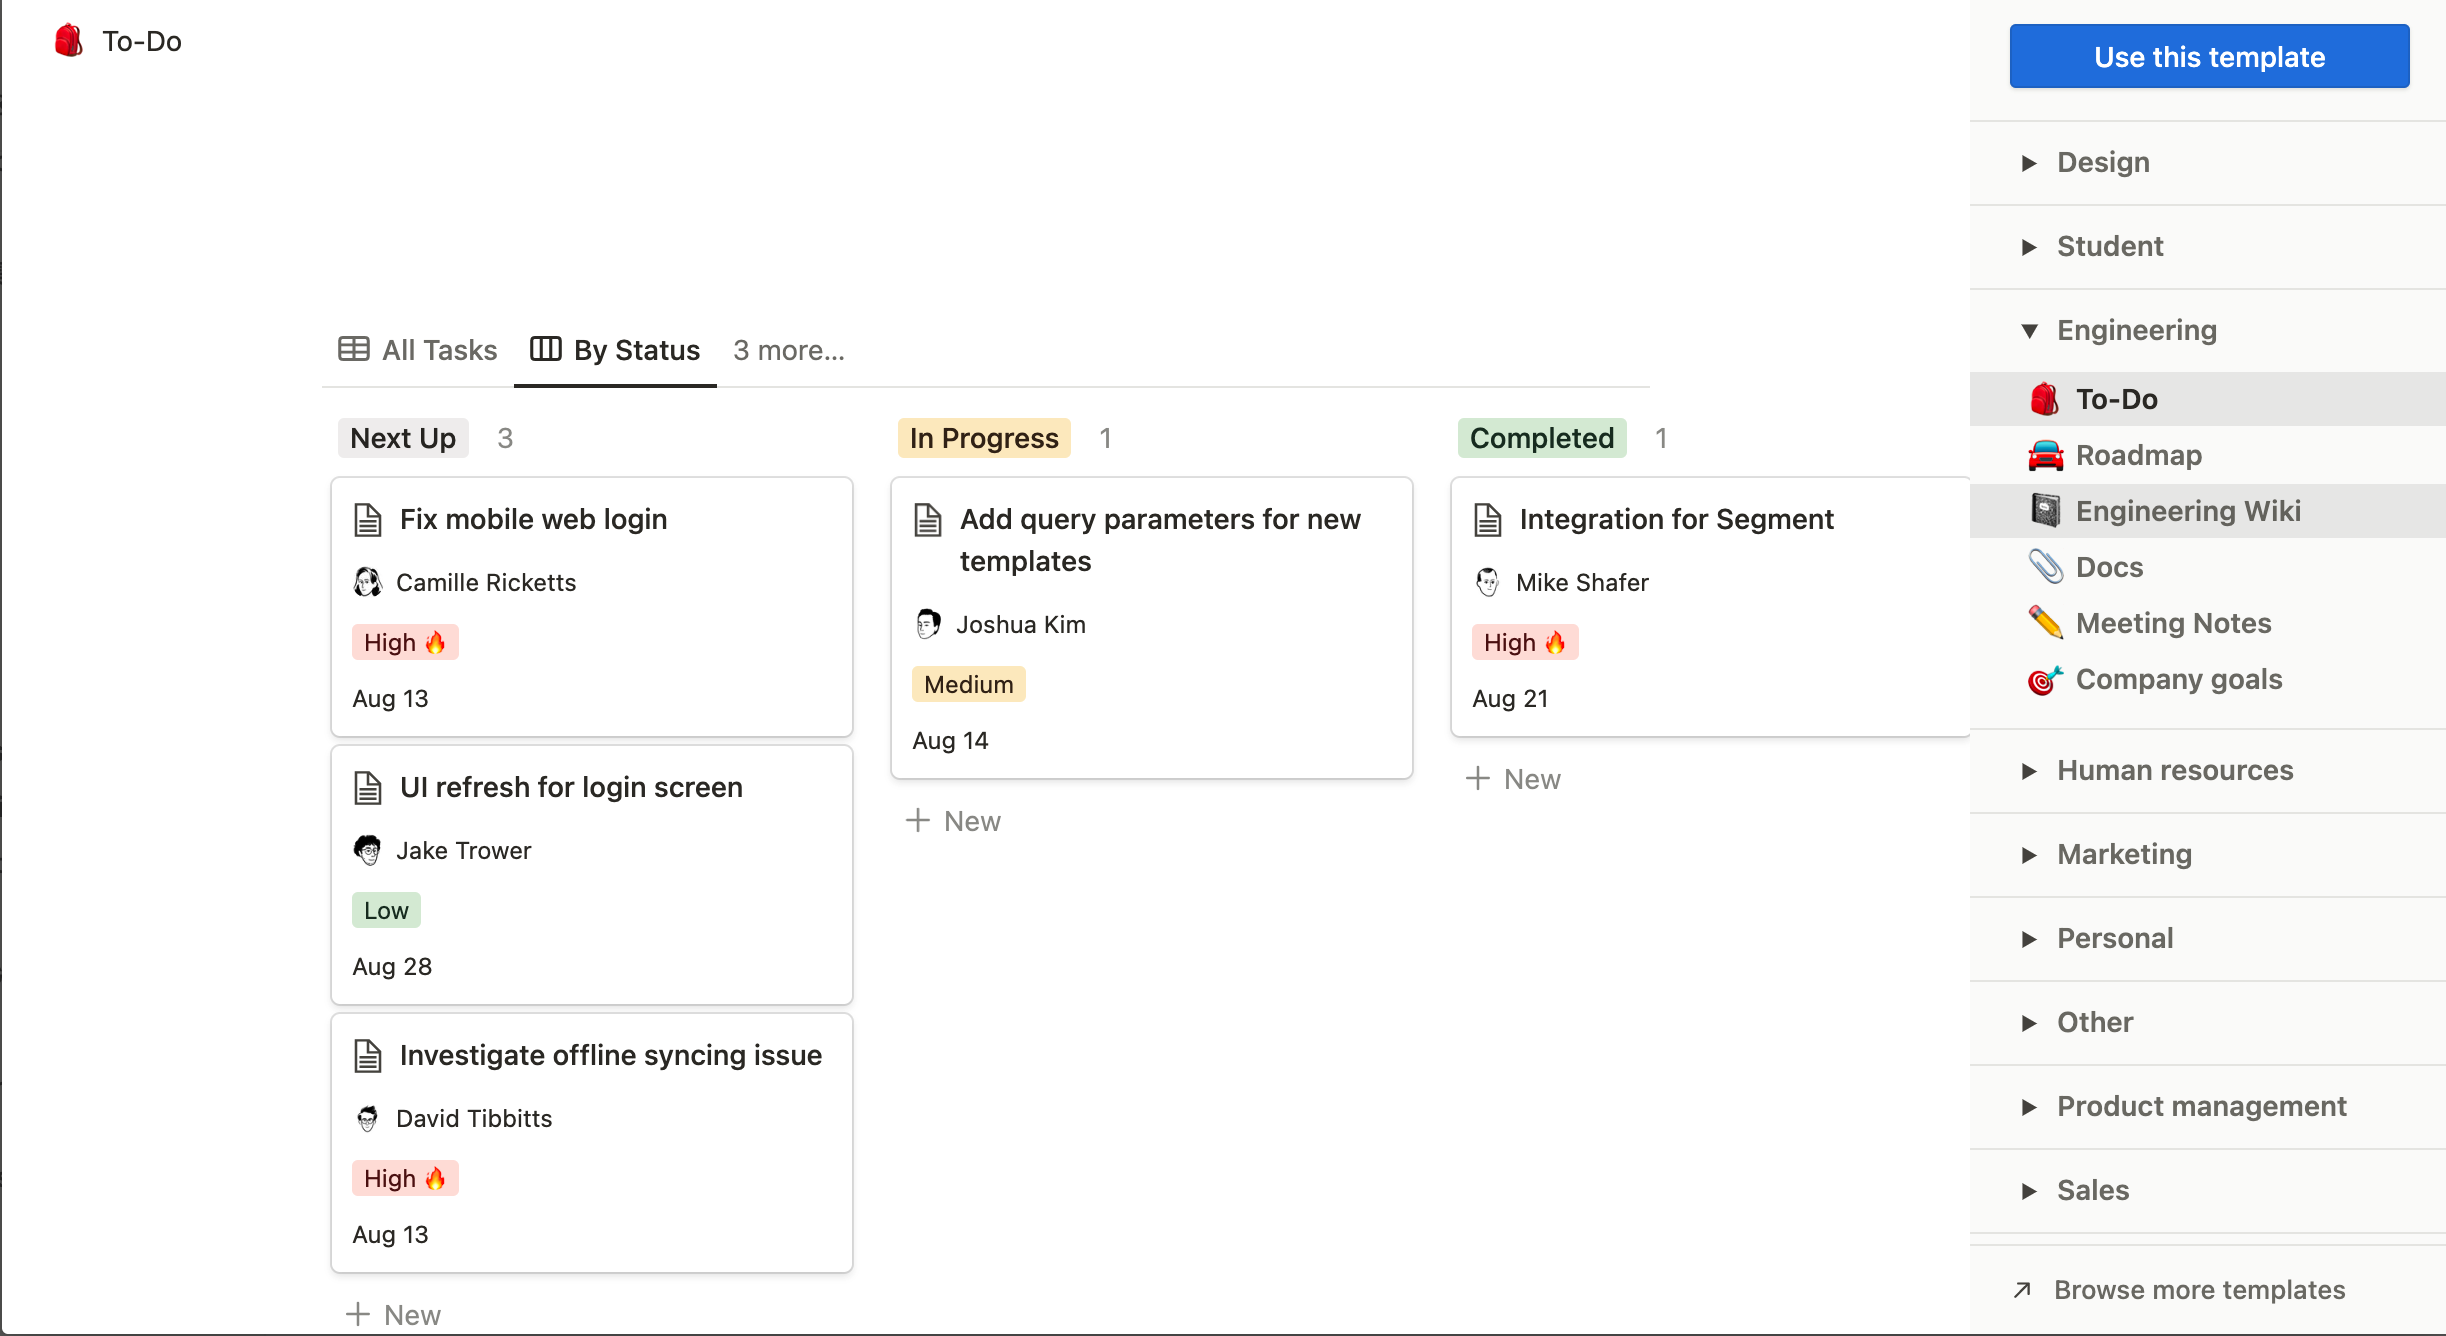 To-Do
All Tasks
By Status
3 more...
Next Up 3
Fix mobile web login
Camille Ricketts
High 🔥
Aug 13
UI refresh for login screen
Jake Trower
Low
Aug 28
Investigate offline syncing issue
David Tibbitts
High 🔥
Aug 13
+ New
In Progress 1
Add query parameters for new
templates
Joshua Kim
Medium
Aug 14
+ New
Completed 1
Integration for Segment
Mike Shafer
High 🔥
Aug 21
+ New
Use this template
Design
Student
Engineering
To-Do
Roadmap
Engineering Wiki
Docs
Meeting Notes
Company goals
Human resources
Marketing
Personal
Other
Product management
Sales
Browse more templates